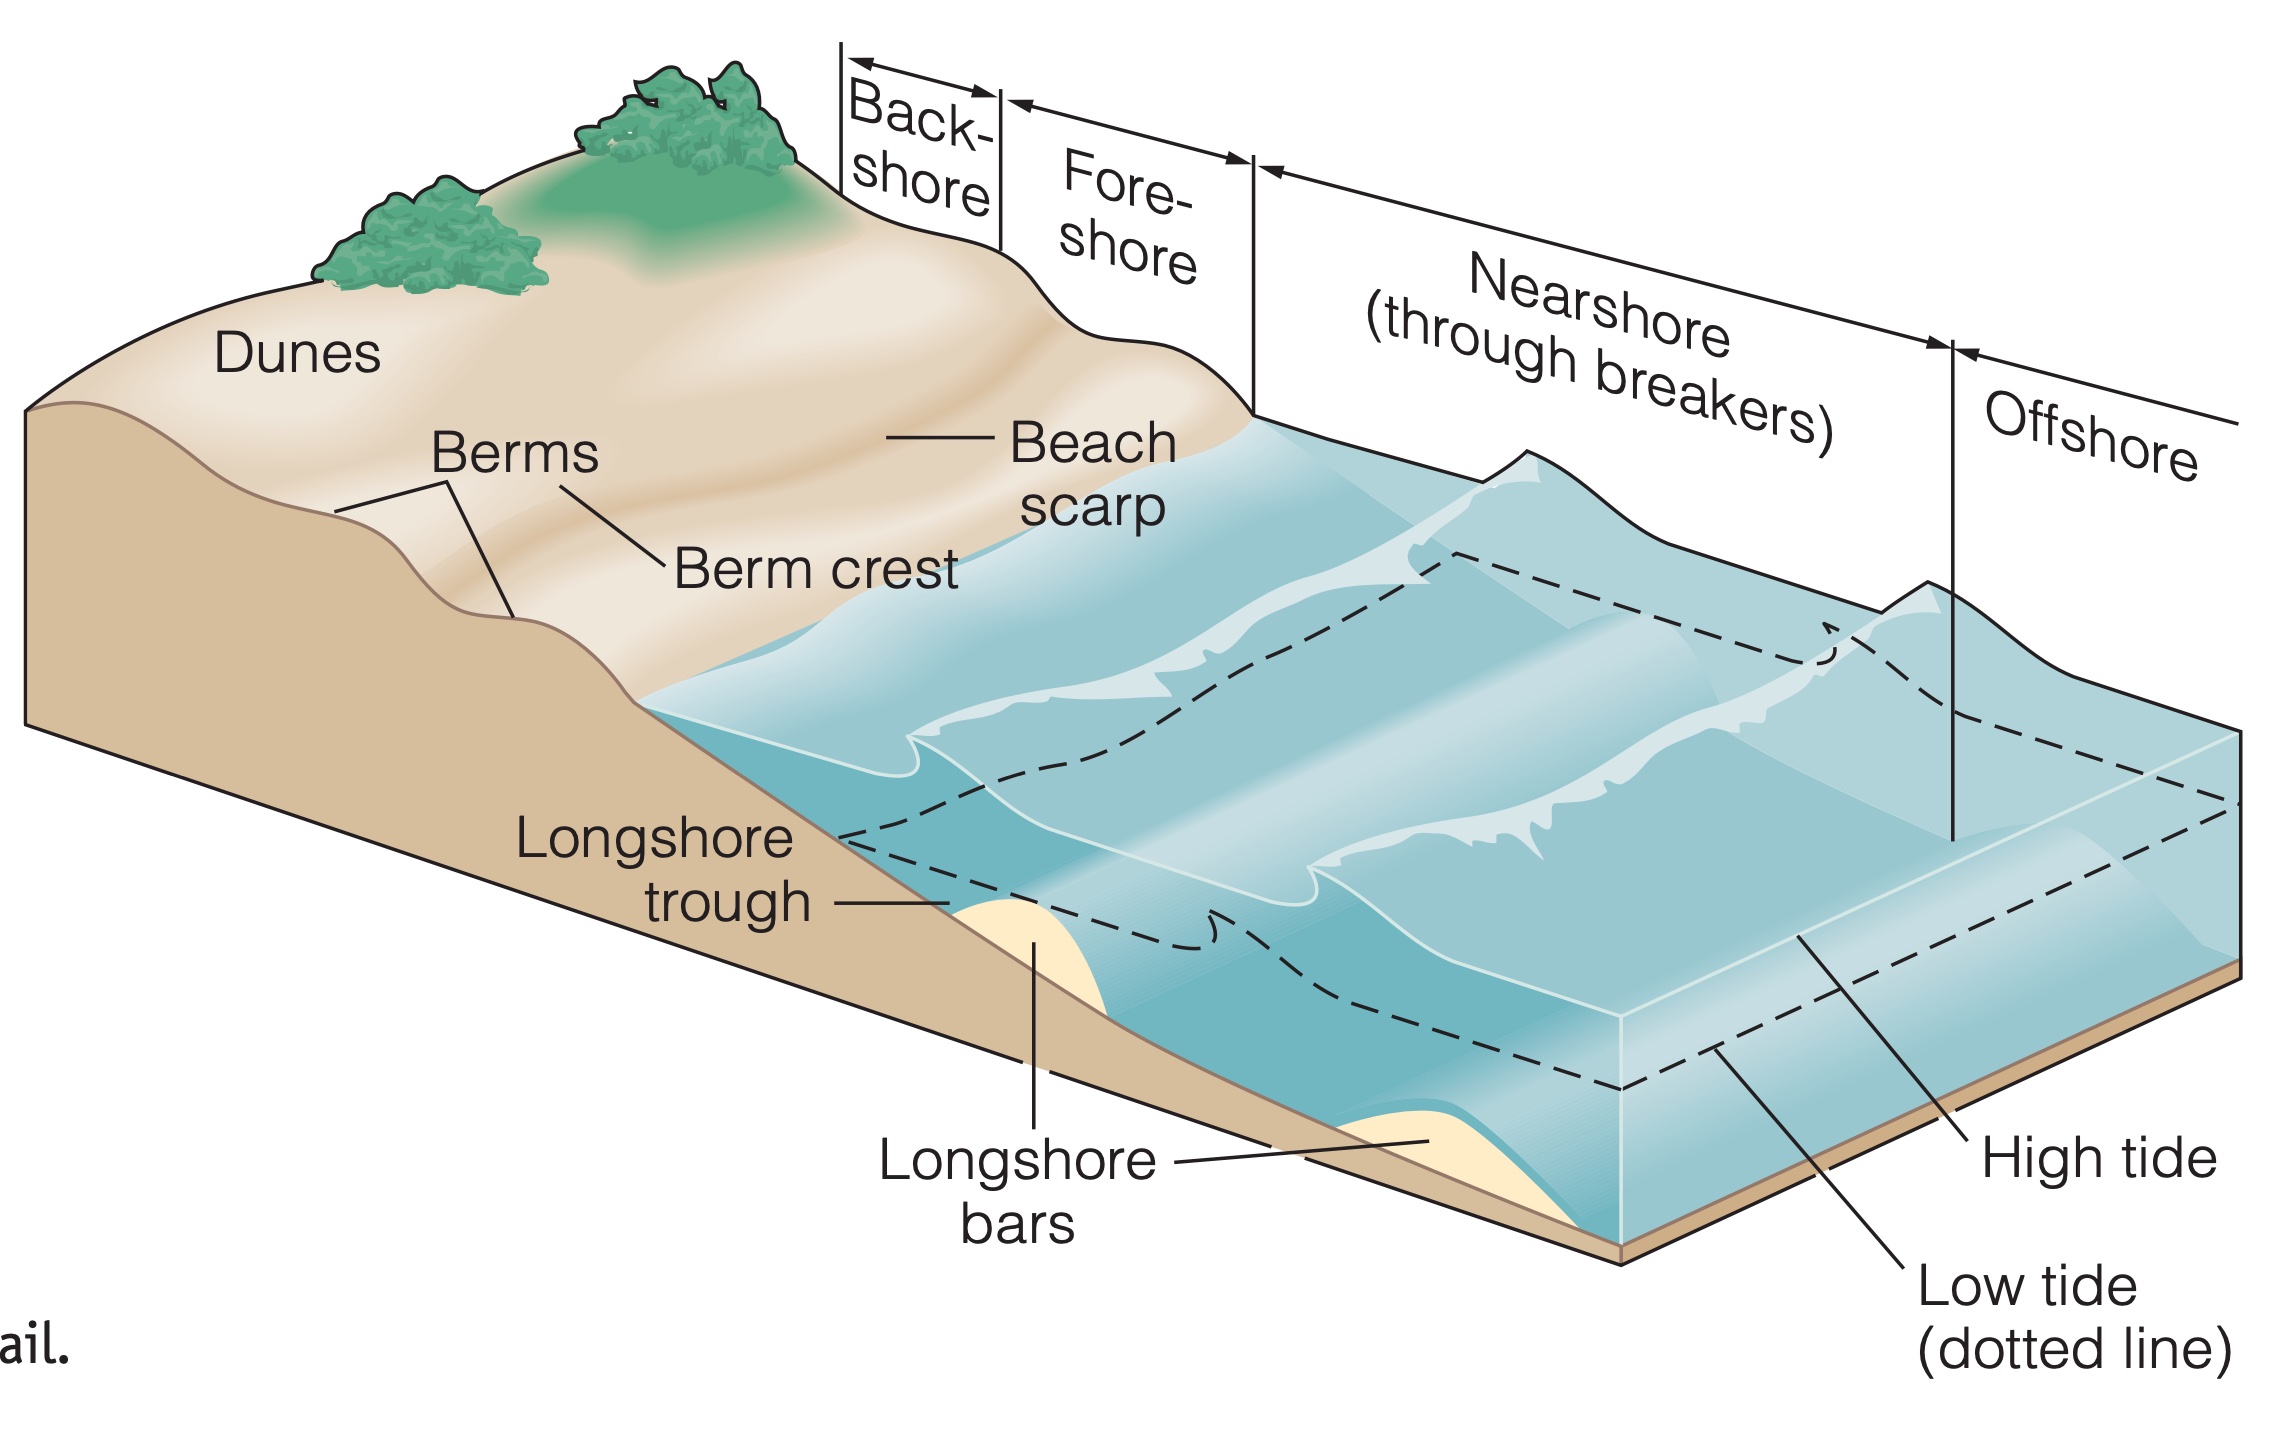 Back-
shore
Fore-
shore
Nearshore
(through breakers)
Offshore
Dunes
Berms
Beach
scarp
Berm crest
Longshore
trough
Longshore
bars
High tide
Low tide
(dotted line)
ail.